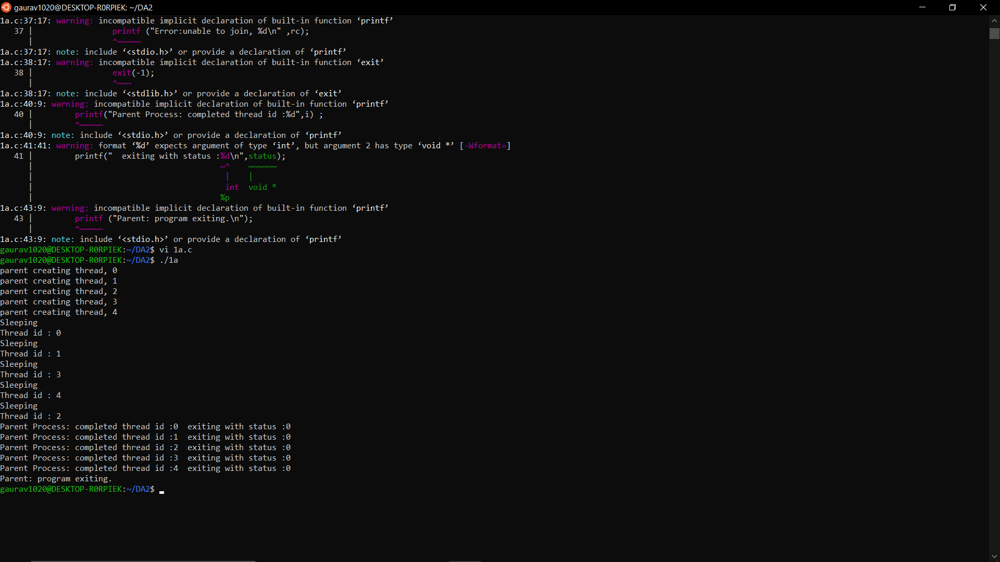 gaurav1020@DESKTOP-R0RPIEK: ~/DA2
1a.c:37:17: warning: incompatible implicit declaration of built-in function ‘printf’
   37 |                 printf ("Error:unable to join, %d\n" ,rc);
      |                 ^~~~~~
1a.c:37:17: note: include ‘<stdio.h>’ or provide a declaration of ‘printf’
1a.c:38:17: warning: incompatible implicit declaration of built-in function ‘exit’
   38 |                 exit(-1);
      |                 ^~~~
1a.c:38:17: note: include ‘<stdlib.h>’ or provide a declaration of ‘exit’
1a.c:40:9: warning: incompatible implicit declaration of built-in function ‘printf’
   40 |         printf("Parent Process: completed thread id :%d",i) ;
      |         ^~~~~~
1a.c:40:9: note: include ‘<stdio.h>’ or provide a declaration of ‘printf’
1a.c:41:41: warning: format ‘%d’ expects argument of type ‘int’, but argument 2 has type ‘void *’ [-Wformat=]
   41 |         printf("  exiting with status :%d\n",status);
      |                                        ~^    ~~~~~~
      |                                         |    |
      |                                         int  void *
      |                                        %p
1a.c:43:9: warning: incompatible implicit declaration of built-in function ‘printf’
   43 |         printf ("Parent: program exiting.\n");
      |         ^~~~~~
1a.c:43:9: note: include ‘<stdio.h>’ or provide a declaration of ‘printf’
gaurav1020@DESKTOP-R0RPIEK:~/DA2$ vi 1a.c
gaurav1020@DESKTOP-R0RPIEK:~/DA2$ ./1a
parent creating thread, 0
parent creating thread, 1
parent creating thread, 2
parent creating thread, 3
parent creating thread, 4
Sleeping
Thread id : 0
Sleeping
Thread id : 1
Sleeping
Thread id : 3
Sleeping
Thread id : 4
Sleeping
Thread id : 2
Parent Process: completed thread id :0  exiting with status :0
Parent Process: completed thread id :1  exiting with status :0
Parent Process: completed thread id :2  exiting with status :0
Parent Process: completed thread id :3  exiting with status :0
Parent Process: completed thread id :4  exiting with status :0
Parent: program exiting.
gaurav1020@DESKTOP-R0RPIEK:~/DA2$